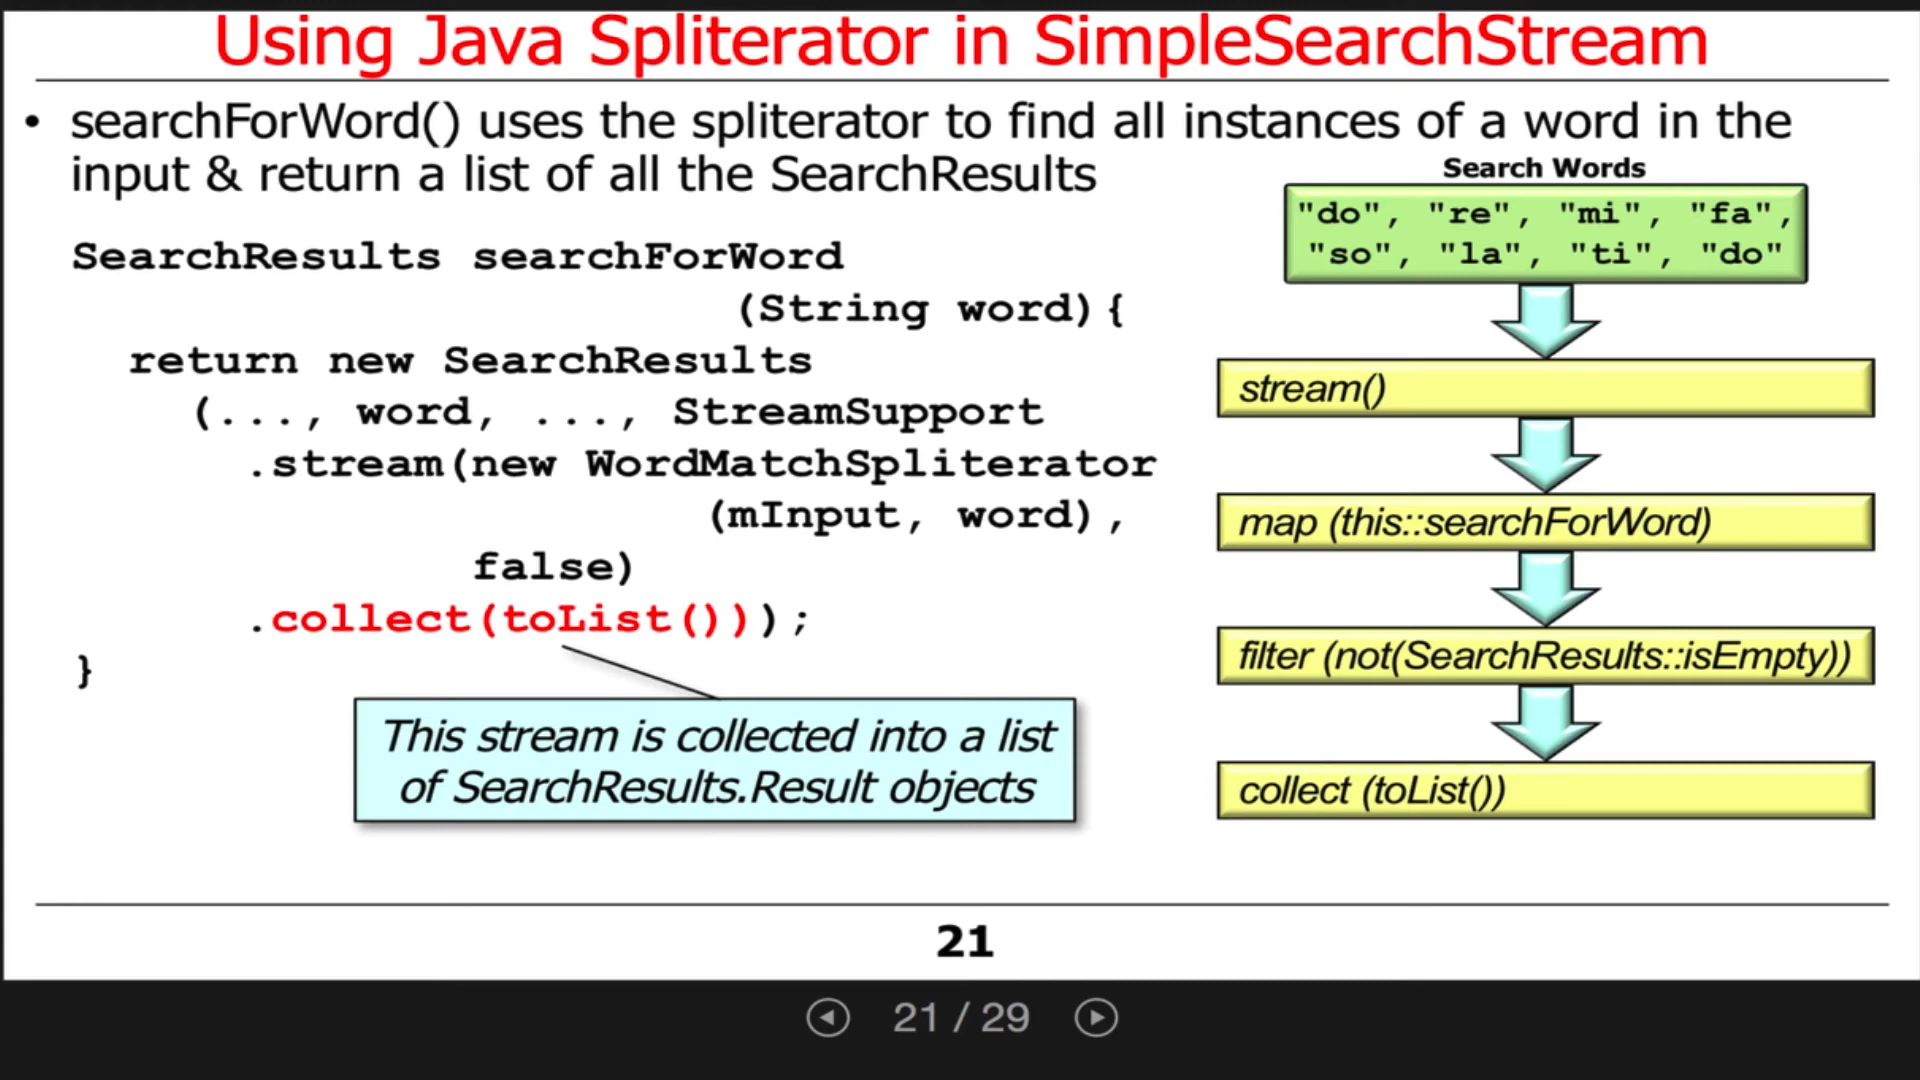 Using Java Spliterator in SimpleSearchStream
• searchForWord() uses the spliterator to find all instances of a word in the
input & return a list of all the SearchResults
SearchResults searchForWord
(String word){
return new SearchResults
(..., word, ..., StreamSupport
.stream(new WordMatchSpliterator
(mInput, word),
false)
.collect(toList());
}
This stream is collected into a list
of SearchResults.Result objects
Search Words
"do", "re", "mi", "fa",
"so", "la", "ti", "do"
stream()
map (this::searchForWord)
filter (not(SearchResults::isEmpty))
collect (toList())
21
21 / 29